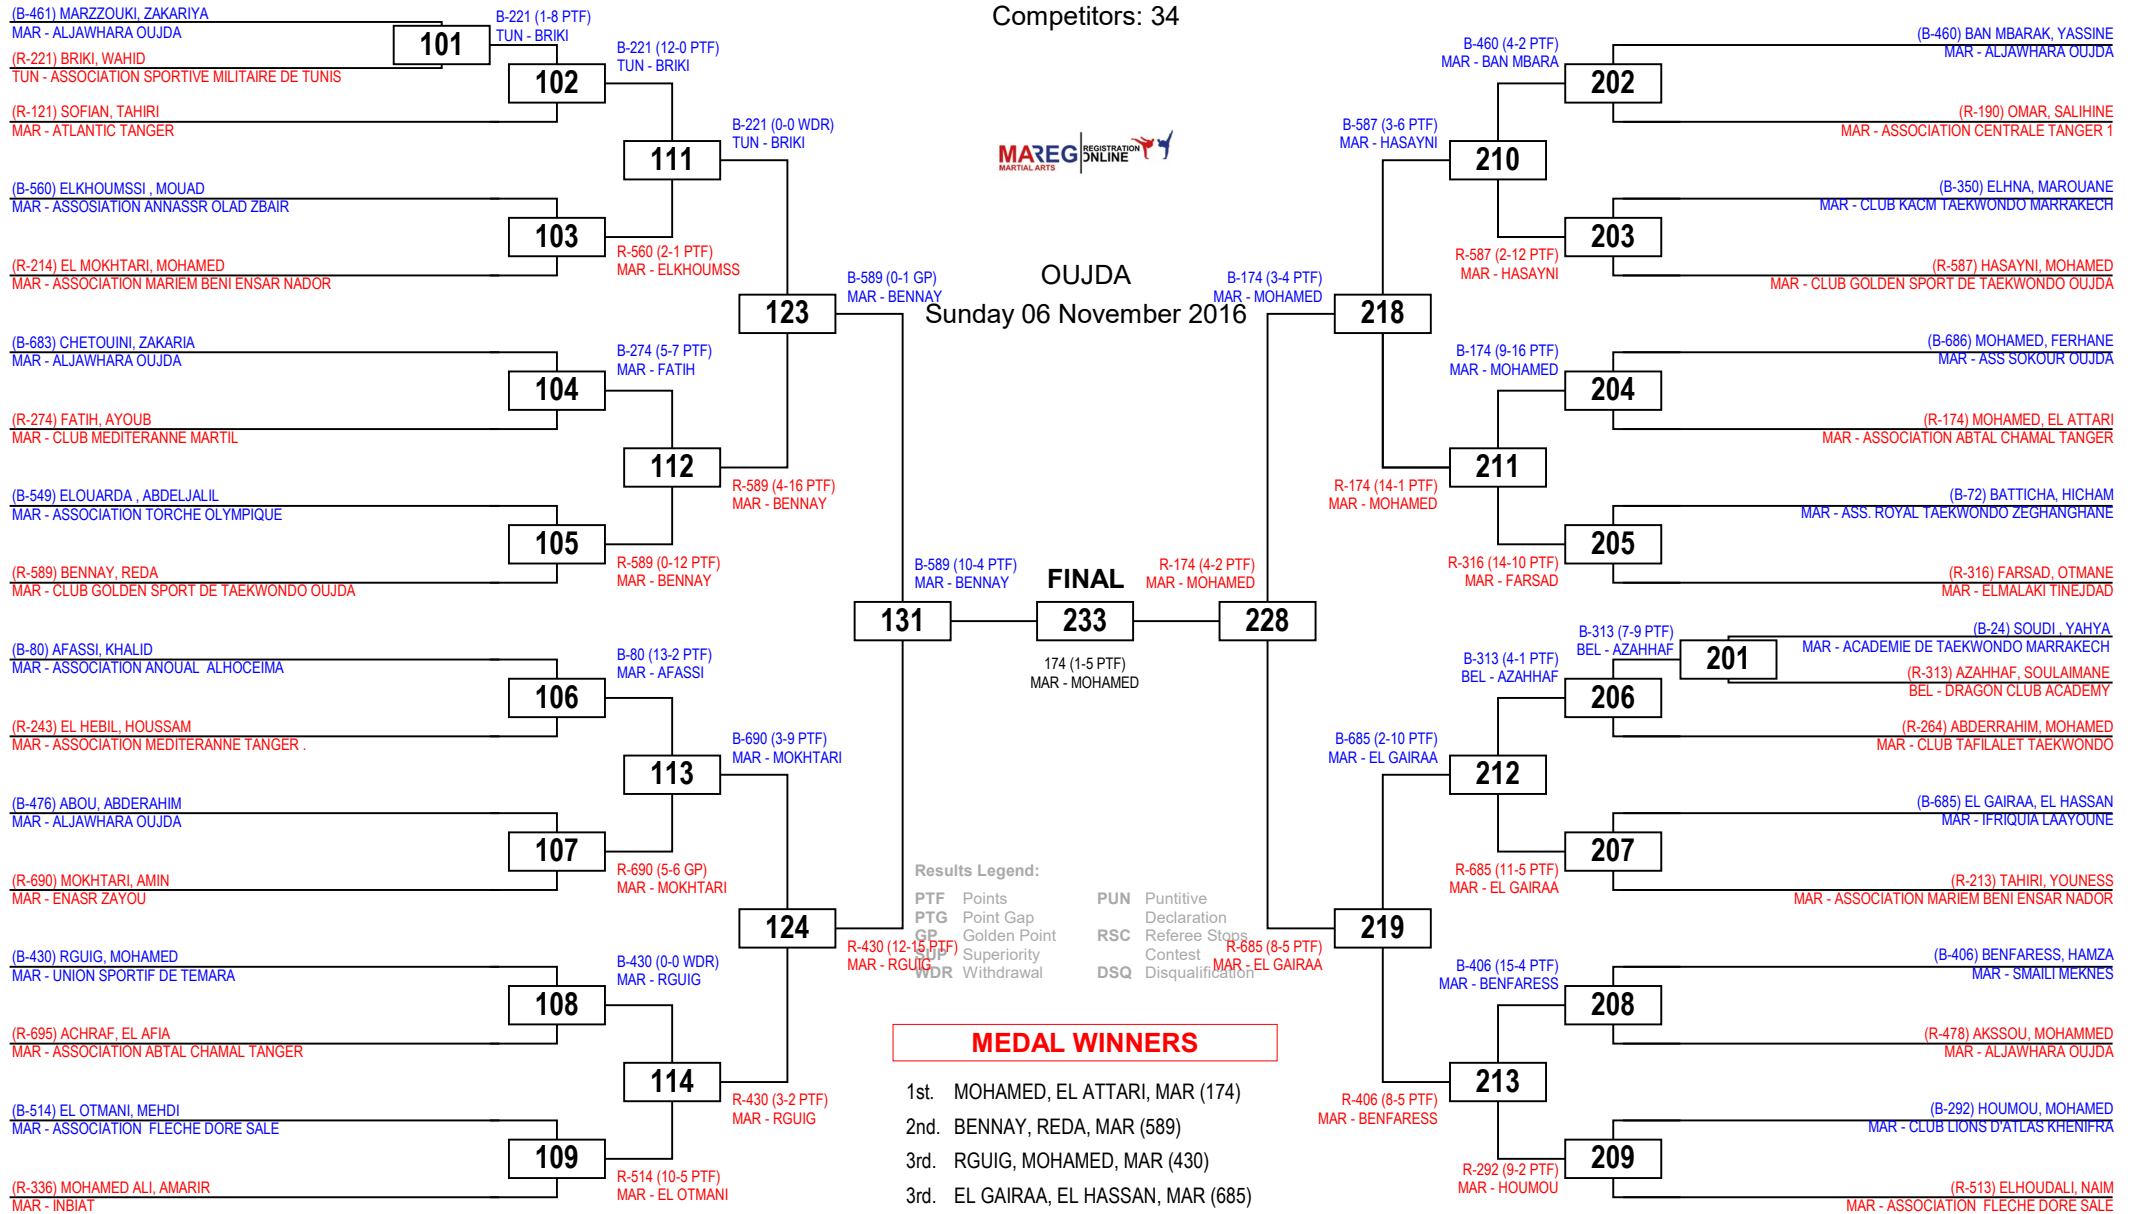 Competitors: 34
(B-461) MARZZOUKI, ZAKARIYA
MAR - ALJAWHARA OUJDA
(R-221) BRIKI, WAHID
TUN - ASSOCIATION SPORTIVE MILITAIRE DE TUNIS
101
B-221 (1-8 PTF)
TUN - BRIKI
(R-121) SOFIAN, TAHIRI
MAR - ATLANTIC TANGER
102
B-221 (12-0 PTF)
TUN - BRIKI
(B-560) ELKHOUMSSI , MOUAD
MAR - ASSOSIATION ANNASSR OLAD ZBAIR
(R-214) EL MOKHTARI, MOHAMED
MAR - ASSOCIATION MARIEM BENI ENSAR NADOR
103
R-560 (2-1 PTF)
MAR - ELKHOUMSS
111
B-221 (0-0 WDR)
TUN - BRIKI
(B-683) CHETOUINI, ZAKARIA
MAR - ALJAWHARA OUJDA
(R-274) FATIH, AYOUB
MAR - CLUB MEDITERANNE MARTIL
104
B-274 (5-7 PTF)
MAR - FATIH
(B-549) ELOUARDA , ABDELJALIL
MAR - ASSOCIATION TORCHE OLYMPIQUE
(R-589) BENNAY, REDA
MAR - CLUB GOLDEN SPORT DE TAEKWONDO OUJDA
105
R-589 (0-12 PTF)
MAR - BENNAY
112
R-589 (4-16 PTF)
MAR - BENNAY
123
B-589 (0-1 GP)
MAR - BENNAY
(B-80) AFASSI, KHALID
MAR - ASSOCIATION ANOUAL  ALHOCEIMA
(R-243) EL HEBIL, HOUSSAM
MAR - ASSOCIATION MEDITERANNE TANGER .
106
B-80 (13-2 PTF)
MAR - AFASSI
(B-476) ABOU, ABDERAHIM
MAR - ALJAWHARA OUJDA
(R-690) MOKHTARI, AMIN
MAR - ENASR ZAYOU
107
R-690 (5-6 GP)
MAR - MOKHTARI
113
B-690 (3-9 PTF)
MAR - MOKHTARI
(B-430) RGUIG, MOHAMED
MAR - UNION SPORTIF DE TEMARA
(R-695) ACHRAF, EL AFIA
MAR - ASSOCIATION ABTAL CHAMAL TANGER
108
B-430 (0-0 WDR)
MAR - RGUIG
(B-514) EL OTMANI, MEHDI
MAR - ASSOCIATION  FLECHE DORE SALE
(R-336) MOHAMED ALI, AMARIR
MAR - INBIAT
109
R-514 (10-5 PTF)
MAR - EL OTMANI
114
R-430 (3-2 PTF)
MAR - RGUIG
124
R-430 (12-15 PTF)
MAR - RGUIG
131
B-589 (10-4 PTF)
MAR - BENNAY
MAREG
MARTIAL ARTS
REGISTRATION
ONLINE
OUJDA
Sunday 06 November 2016
FINAL
233
174 (1-5 PTF)
MAR - MOHAMED
R-174 (4-2 PTF)
MAR - MOHAMED
228
B-174 (3-4 PTF)
MAR - MOHAMED
218
B-587 (3-6 PTF)
MAR - HASAYNI
210
B-460 (4-2 PTF)
MAR - BAN MBARA
202
(B-460) BAN MBARAK, YASSINE
MAR - ALJAWHARA OUJDA
(R-190) OMAR, SALIHINE
MAR - ASSOCIATION CENTRALE TANGER 1
R-587 (2-12 PTF)
MAR - HASAYNI
203
(B-350) ELHNA, MAROUANE
MAR - CLUB KACM TAEKWONDO MARRAKECH
(R-587) HASAYNI, MOHAMED
MAR - CLUB GOLDEN SPORT DE TAEKWONDO OUJDA
R-174 (14-1 PTF)
MAR - MOHAMED
211
B-174 (9-16 PTF)
MAR - MOHAMED
204
(B-686) MOHAMED, FERHANE
MAR - ASS SOKOUR OUJDA
(R-174) MOHAMED, EL ATTARI
MAR - ASSOCIATION ABTAL CHAMAL TANGER
R-316 (14-10 PTF)
MAR - FARSAD
205
(B-72) BATTICHA, HICHAM
MAR - ASS. ROYAL TAEKWONDO ZEGHANGHANE
(R-316) FARSAD, OTMANE
MAR - ELMALAKI TINEJDAD
R-685 (8-5 PTF)
MAR - EL GAIRAA
219
B-685 (2-10 PTF)
MAR - EL GAIRAA
212
B-313 (4-1 PTF)
BEL - AZAHHAF
206
B-313 (7-9 PTF)
BEL - AZAHHAF
201
(B-24) SOUDI , YAHYA
MAR - ACADEMIE DE TAEKWONDO MARRAKECH
(R-313) AZAHHAF, SOULAIMANE
BEL - DRAGON CLUB ACADEMY
(R-264) ABDERRAHIM, MOHAMED
MAR - CLUB TAFILALET TAEKWONDO
R-685 (11-5 PTF)
MAR - EL GAIRAA
207
(B-685) EL GAIRAA, EL HASSAN
MAR - IFRIQUIA LAAYOUNE
(R-213) TAHIRI, YOUNESS
MAR - ASSOCIATION MARIEM BENI ENSAR NADOR
R-406 (8-5 PTF)
MAR - BENFARESS
213
B-406 (15-4 PTF)
MAR - BENFARESS
208
(B-406) BENFARESS, HAMZA
MAR - SMAILI MEKNES
(R-478) AKSSOU, MOHAMMED
MAR - ALJAWHARA OUJDA
R-292 (9-2 PTF)
MAR - HOUMOU
209
(B-292) HOUMOU, MOHAMED
MAR - CLUB LIONS D'ATLAS KHENIFRA
(R-513) ELHOUDALI, NAIM
MAR - ASSOCIATION  FLECHE DORE SALE
Results Legend:
PTF Points
PTG Point Gap
GP Golden Point
SUP Superiority
WDR Withdrawal
PUN Puntitive
Declaration
RSC Referee Stops
Contest
DSQ Disqualification
MEDAL WINNERS
1st. MOHAMED, EL ATTARI, MAR (174)
2nd. BENNAY, REDA, MAR (589)
3rd. RGUIG, MOHAMED, MAR (430)
3rd. EL GAIRAA, EL HASSAN, MAR (685)